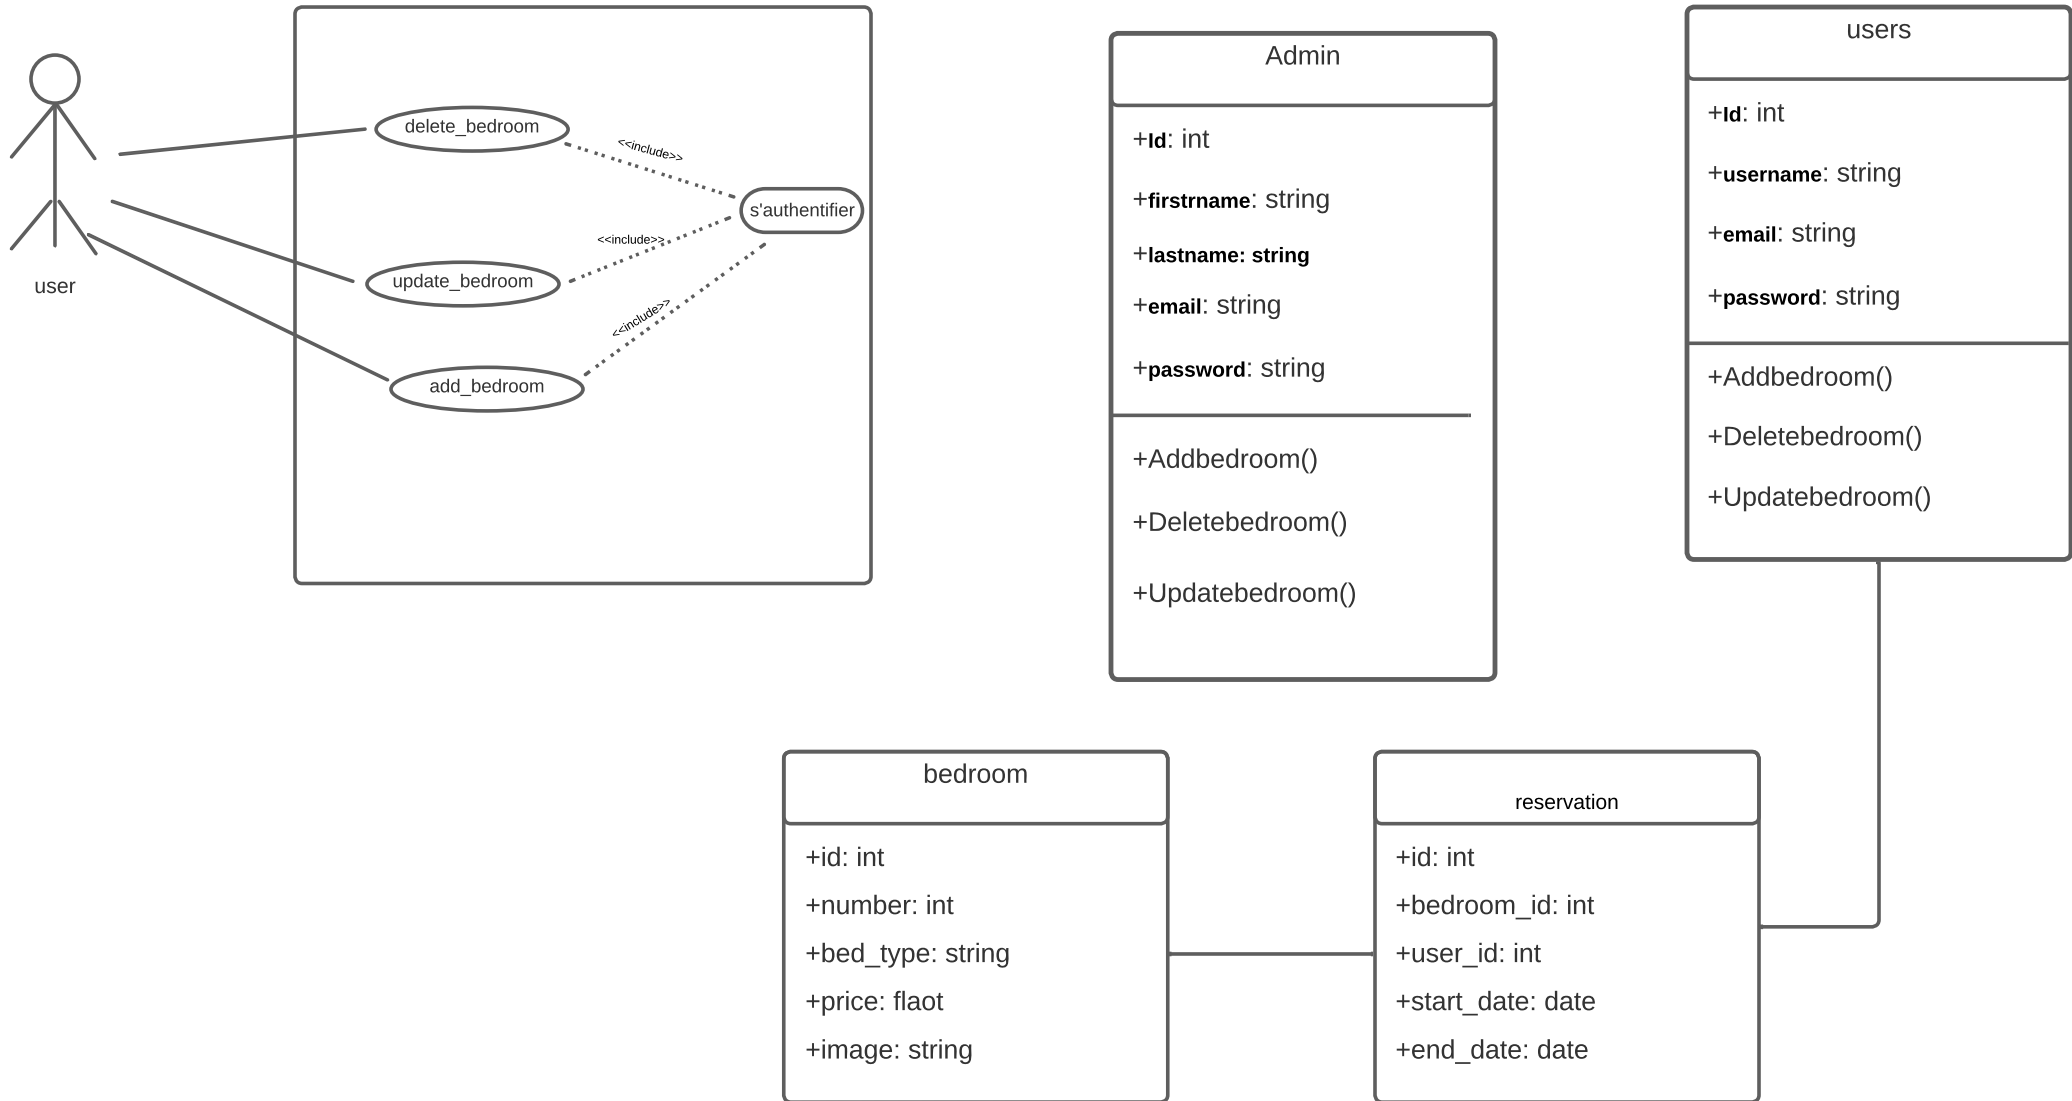 user
delete_bedroom
<<include>>
s'authentifier
<<include>>
update_bedroom
<<include>>
add_bedroom
Admin
+Id: int
+firstrname: string
+lastname: string
+email: string
+password: string
+Addbedroom()
+Deletebedroom()
+Updatebedroom()
users
+Id: int
+username: string
+email: string
+password: string
+Addbedroom()
+Deletebedroom()
+Updatebedroom()
bedroom
+id: int
+number: int
+bed_type: string
+price: flaot
+image: string
reservation
+id: int
+bedroom_id: int
+user_id: int
+start_date: date
+end_date: date